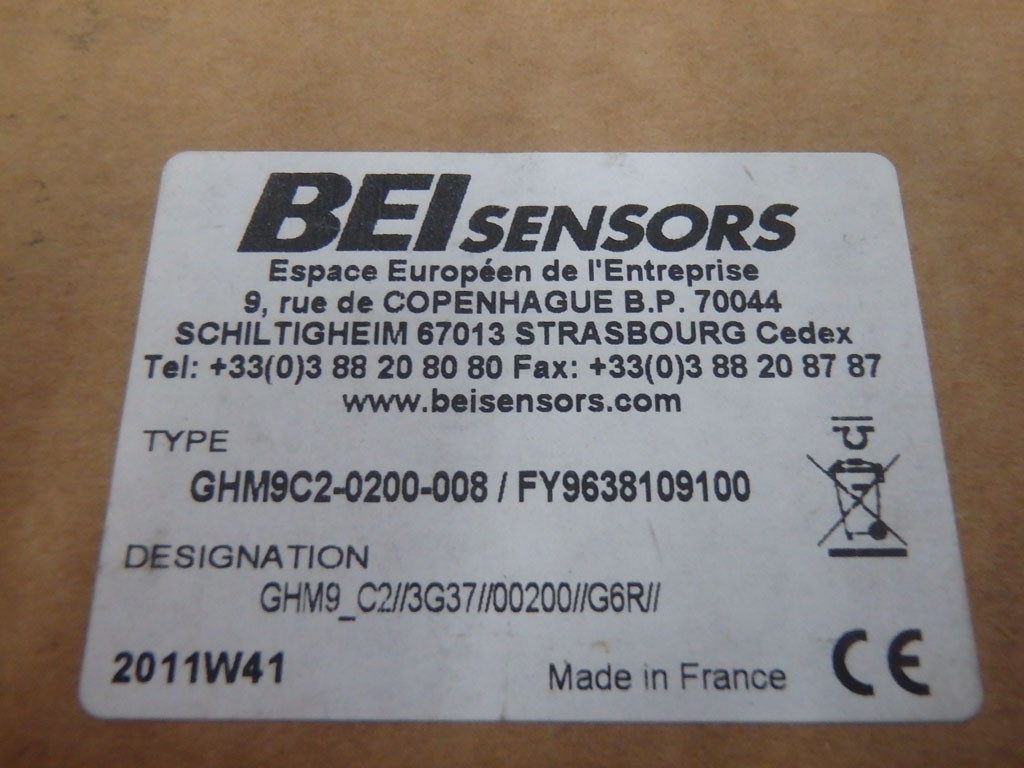 BEI SENSORS
Espace Européen de l'Entreprise
9, rue de COPENHAGUE B.P. 70044
SCHILTIGHEIM 67013 STRASBOURG Cedex
Tel: +33(0)3 88 20 80 80 Fax: +33(0)3 88 20 87 87
www.beisensors.com
TYPE
GHM9C2-0200-008 / FY9638109100
DESIGNATION
GHM9_C2//3G37//00200//G6R//
2011W41
Made in France
CE